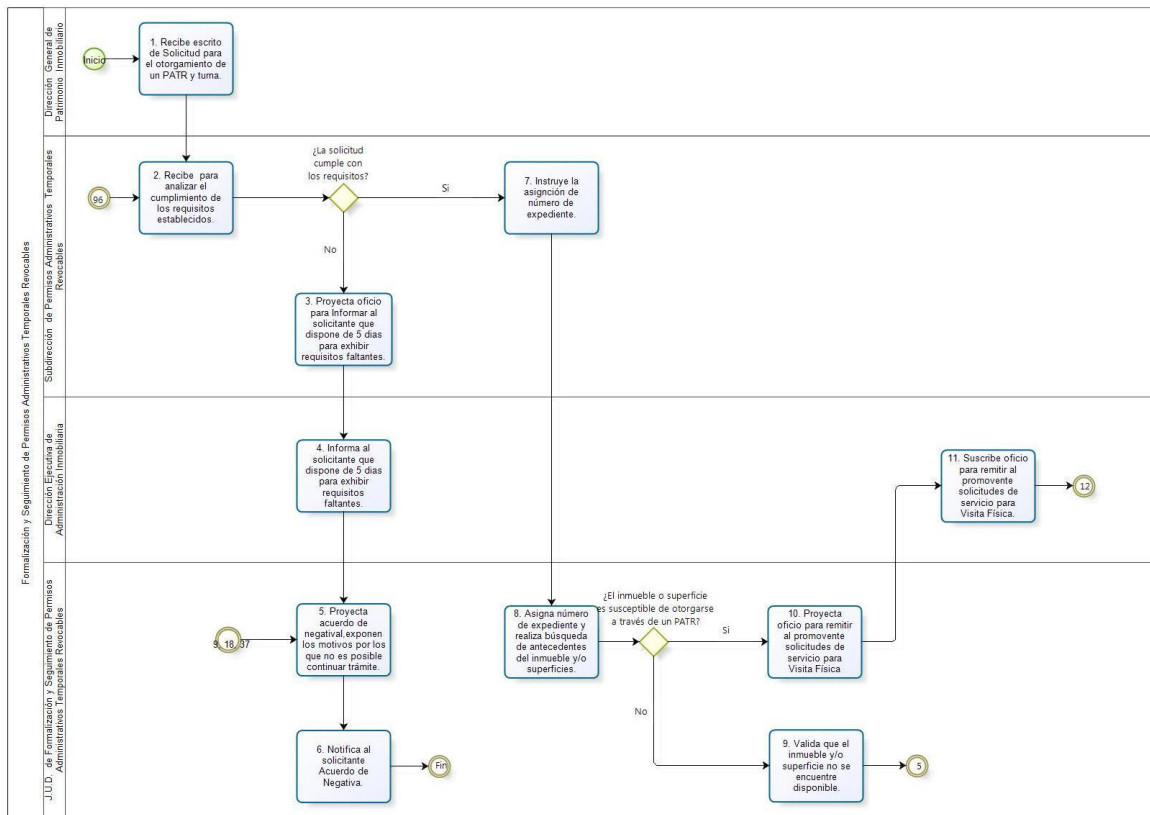 Formalización y Seguimiento de Permisos Administrativos Temporales Revocables
Dirección General de
Patrimonio Inmobiliario
Inicio
1. Recibe escrito
de Solicitud para
el otorgamiento de
un PATR y turna.
Subdirección de Permisos Administrativos Temporales
Revocables
96
2. Recibe para
analizar el
cumplimiento de
los requisitos
establecidos.
¿La solicitud
cumple con
los requisitos?
Si
No
7. Instruye la
asignción de
número de
expediente.
3. Proyecta oficio
para Informar al
solicitante que
dispone de 5 dias
para exhibir
requisitos faltantes.
Dirección Ejecutiva de
Administración Inmobiliaria
4. Informa al
solicitante que
dispone de 5 dias
para exhibir
requisitos
faltantes.
11. Suscribe oficio
para remitir al
promovente
solicitudes de
servicio para
Visita Física.
12
J.U.D. de Formalización y Seguimiento de Permisos
Administrativos Temporales Revocables
9, 18, 37
5. Proyecta
acuerdo de
negatival,exponen
los motivos por los
que no es posible
continuar trámite.
8. Asigna número
de expediente y
realiza búsqueda
de antecedentes
del inmueble y/o
superficies.
¿El inmueble o superficie
es susceptible de otorgarse
a través de un PATR?
Si
No
10. Proyecta
oficio para remitir
al promovente
solicitudes de
servicio para
Visita Física
6. Notifica al
solicitante
Acuerdo de
Negativa.
Fin
9. Valida que el
inmueble y/o
superficie no se
encuentre
disponible.
5